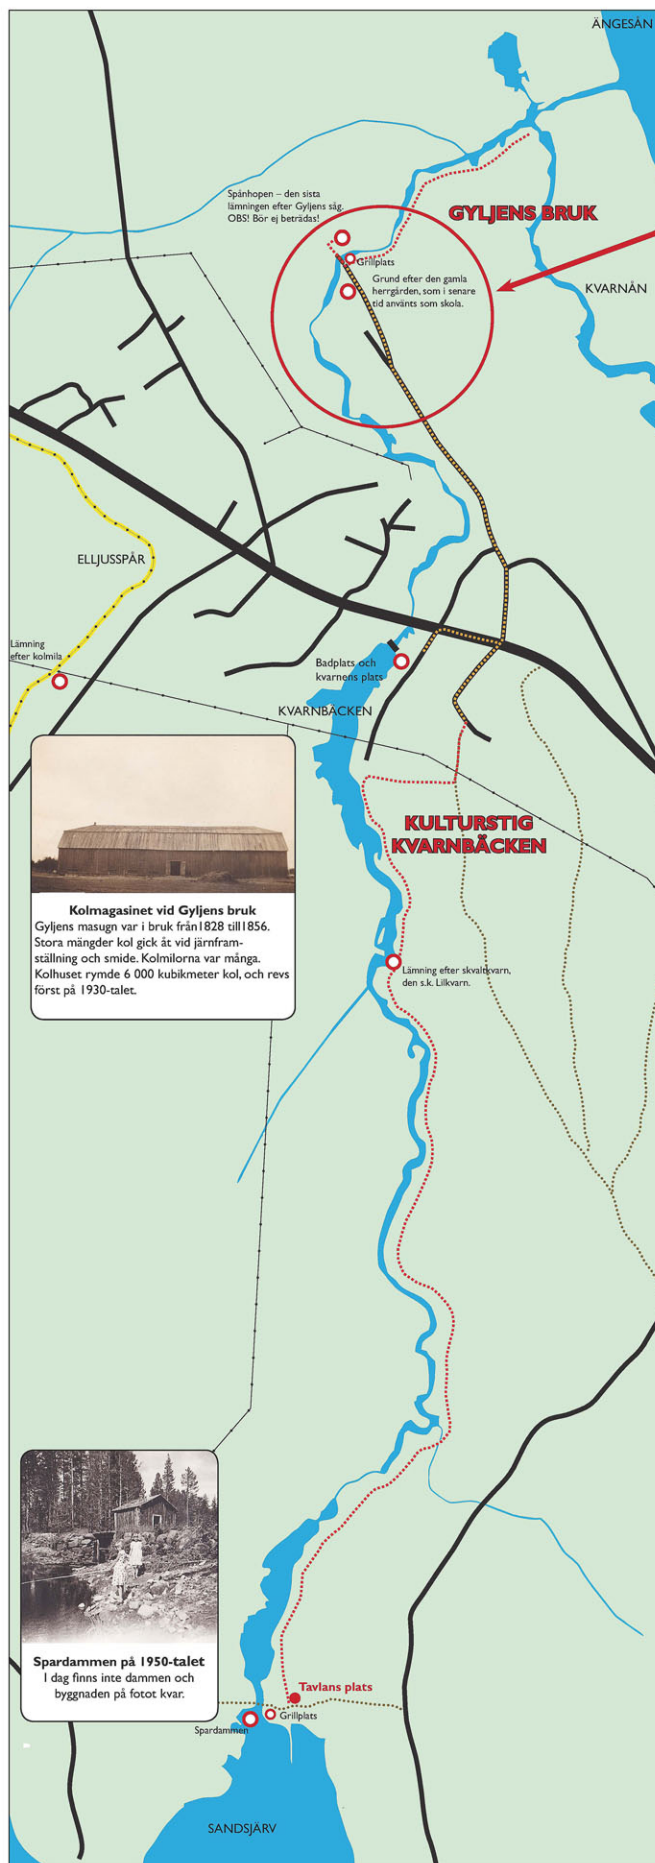 ÄNGESÅN
Spånhopen – den sista
lämningen efter Gyljens såg.
OBS! Bör ej beträdas!
GYLJENS BRUK
Grillplats
Grund efter den gamla
herrgården, som i senare
tid använts som skola.
KVARNÅN
ELLJUSSPÅR
Lämning
efter kolmila
Badplats och
kvarnens plats
KVARNBÄCKEN
KULTURSTIG
KVARNBÄCKEN
Kolmagasinet vid Gyljens bruk
Gyljens masugn var i bruk från1828 till1856.
Stora mängder kol gick åt vid järnfram-
ställning och smide. Kolmilorna var många.
Kolhuset rymde 6 000 kubikmeter kol, och revs
först på 1930-talet.
Lämning efter skvaltkvarn,
den s.k. Lilkvarn.
Spardammen på 1950-talet
I dag finns inte dammen och
byggnaden på fotot kvar.
Tavlans plats
Grillplats
Spardammen
SANDSJÄRV